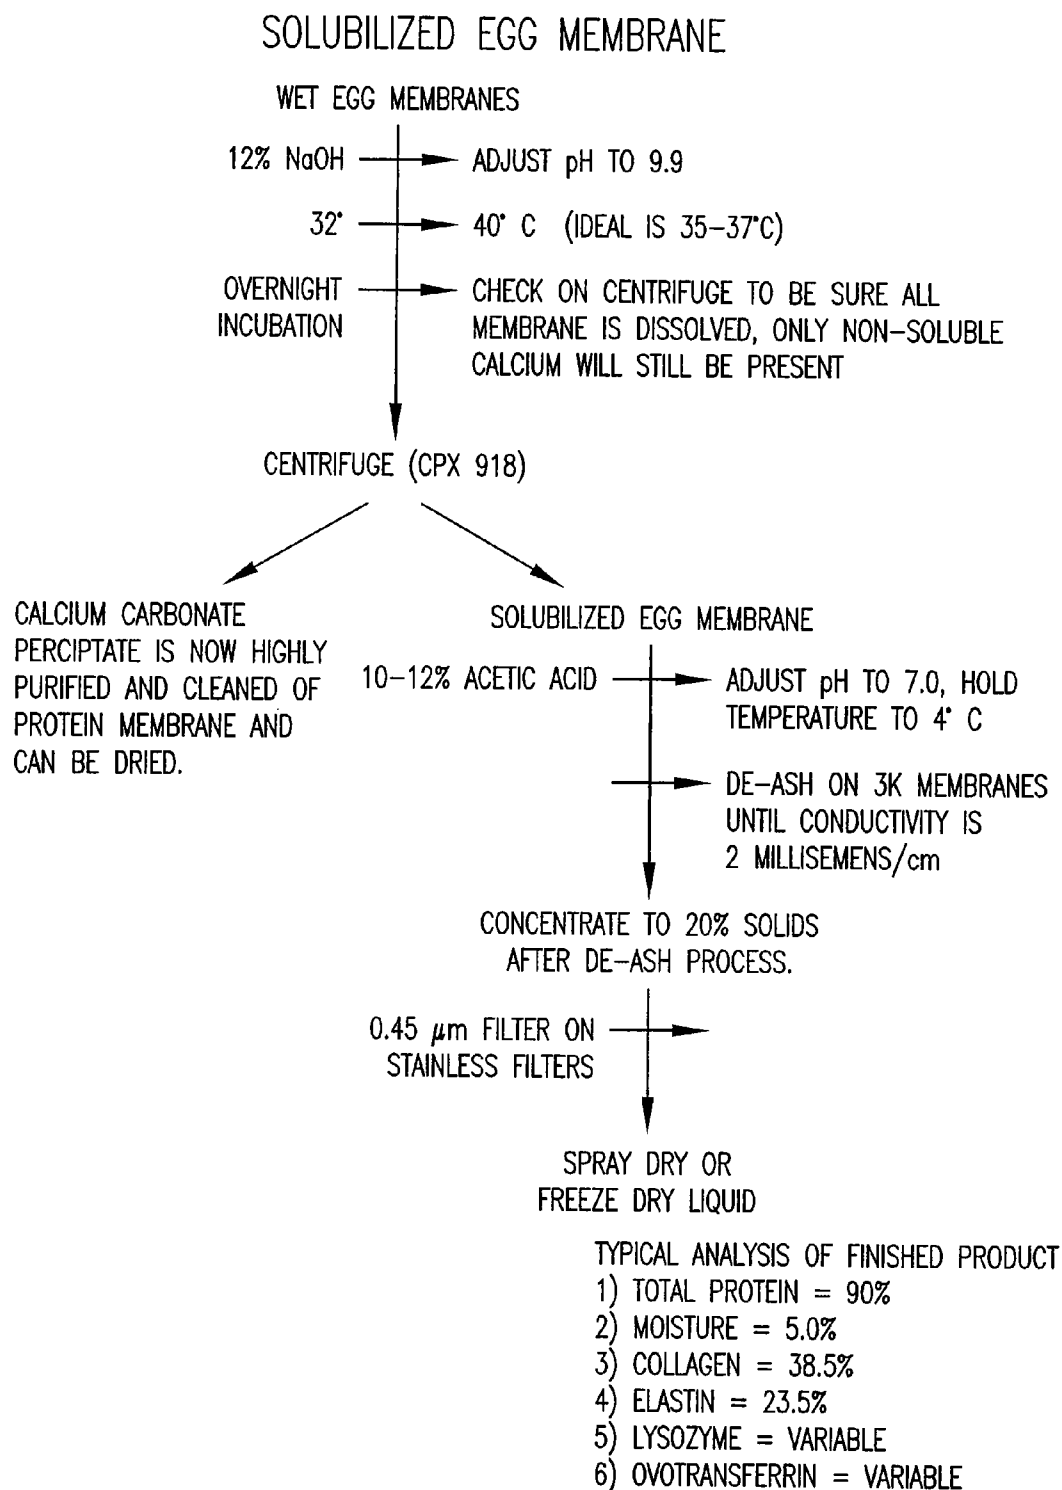 SOLUBILIZED EGG MEMBRANE
WET EGG MEMBRANES
12% NaOH
ADJUST pH TO 9.9
32°
40° C (IDEAL IS 35–37°C)
OVERNIGHT
INCUBATION
CHECK ON CENTRIFUGE TO BE SURE ALL
MEMBRANE IS DISSOLVED, ONLY NON–SOLUBLE
CALCIUM WILL STILL BE PRESENT
CENTRIFUGE (CPX 918)
CALCIUM CARBONATE
PERCIPTATE IS NOW HIGHLY
PURIFIED AND CLEANED OF
PROTEIN MEMBRANE AND
CAN BE DRIED.
SOLUBILIZED EGG MEMBRANE
10–12% ACETIC ACID
ADJUST pH TO 7.0, HOLD
TEMPERATURE TO 4° C
DE–ASH ON 3K MEMBRANES
UNTIL CONDUCTIVITY IS
2 MILLISEMENS/cm
CONCENTRATE TO 20% SOLIDS
AFTER DE–ASH PROCESS.
0.45 μm FILTER ON
STAINLESS FILTERS
SPRAY DRY OR
FREEZE DRY LIQUID
TYPICAL ANALYSIS OF FINISHED PRODUCT
1) TOTAL PROTEIN = 90%
2) MOISTURE = 5.0%
3) COLLAGEN = 38.5%
4) ELASTIN = 23.5%
5) LYSOZYME = VARIABLE
6) OVOTRANSFERRIN = VARIABLE